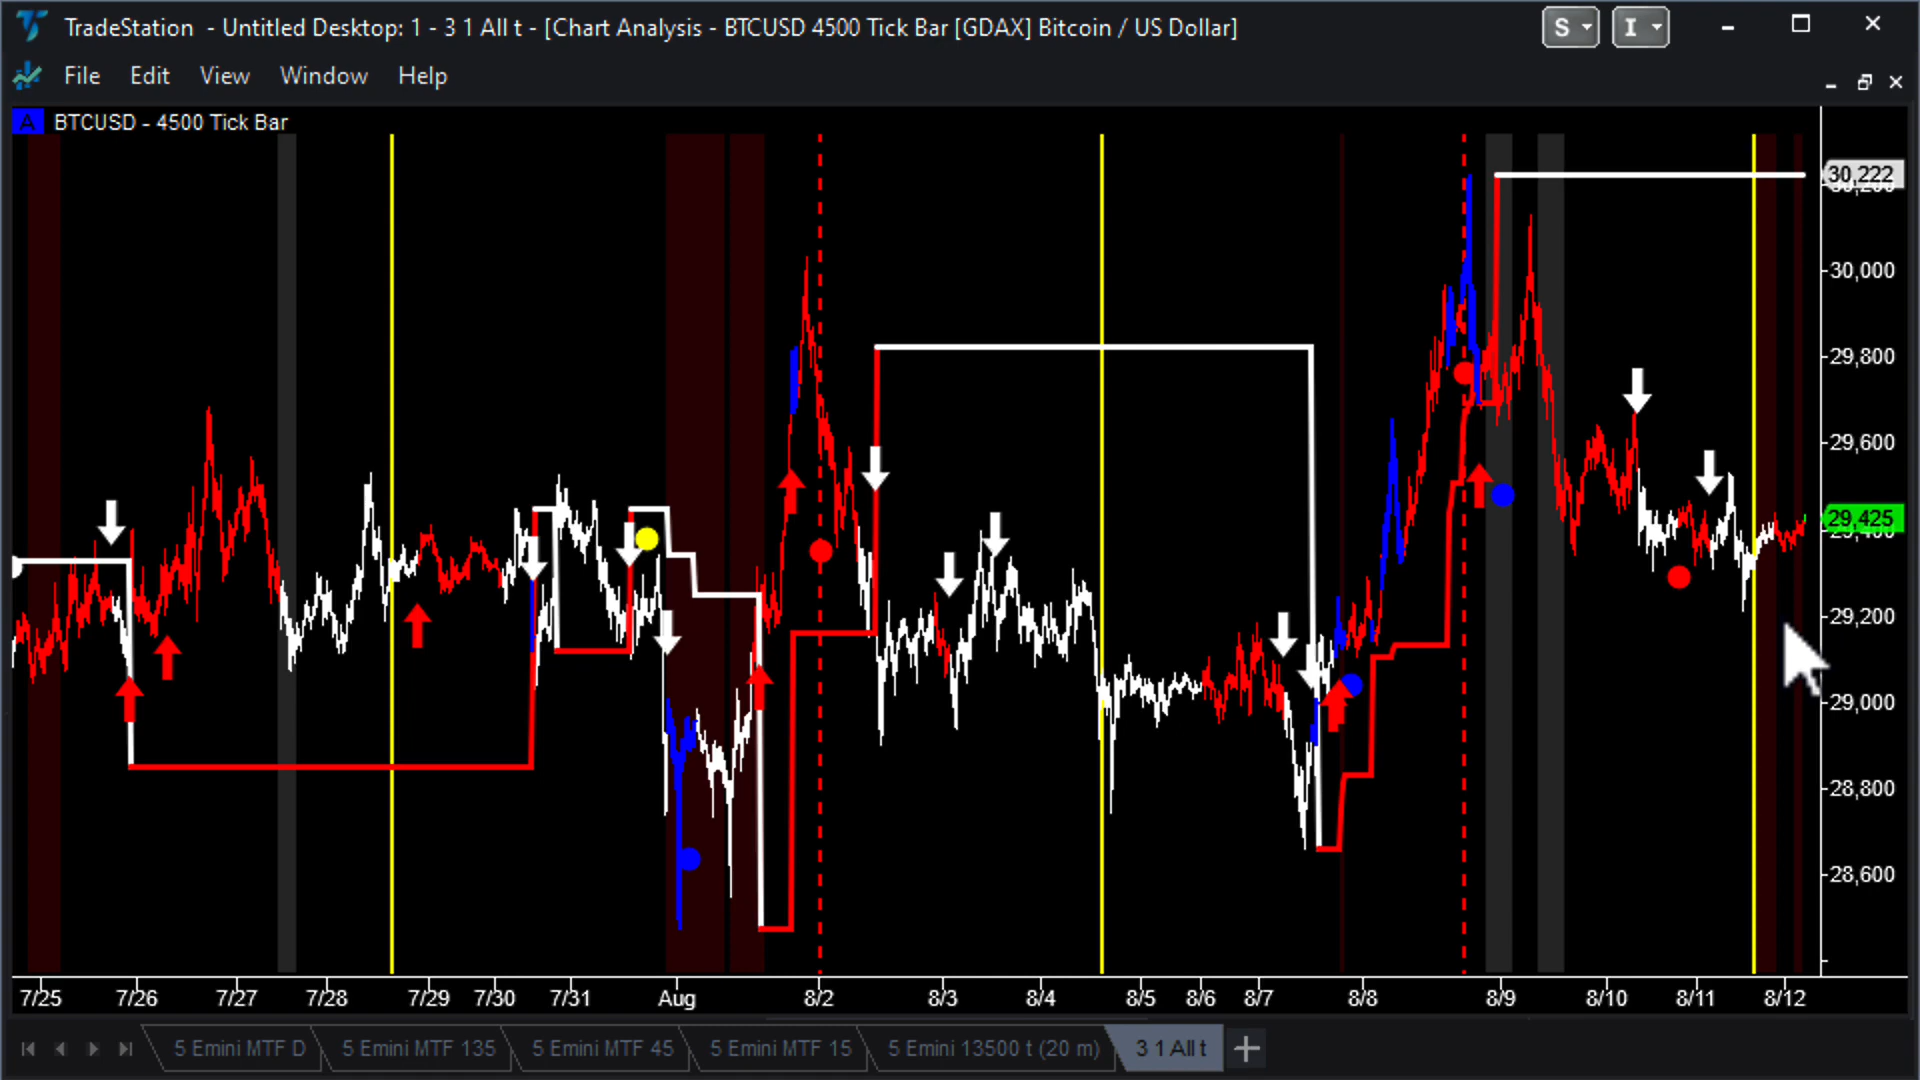 TradeStation - Untitled Desktop: 1 - 3 1 All t - [Chart Analysis - BTCUSD 4500 Tick Bar [GDAX] Bitcoin / US Dollar]
S I
File Edit View Window Help
A BTCUSD - 4500 Tick Bar
30,222
30,200
30,000
29,800
29,600
29,425
29,400
29,200
29,000
28,800
28,600
7/25 7/26 7/27 7/28 7/29 7/30 7/31 Aug 8/2 8/3 8/4 8/5 8/6 8/7 8/8 8/9 8/10 8/11 8/12
5 Emini MTF D 5 Emini MTF 135 5 Emini MTF 45 5 Emini MTF 15 5 Emini 13500 t (20 m) 3 1 All t